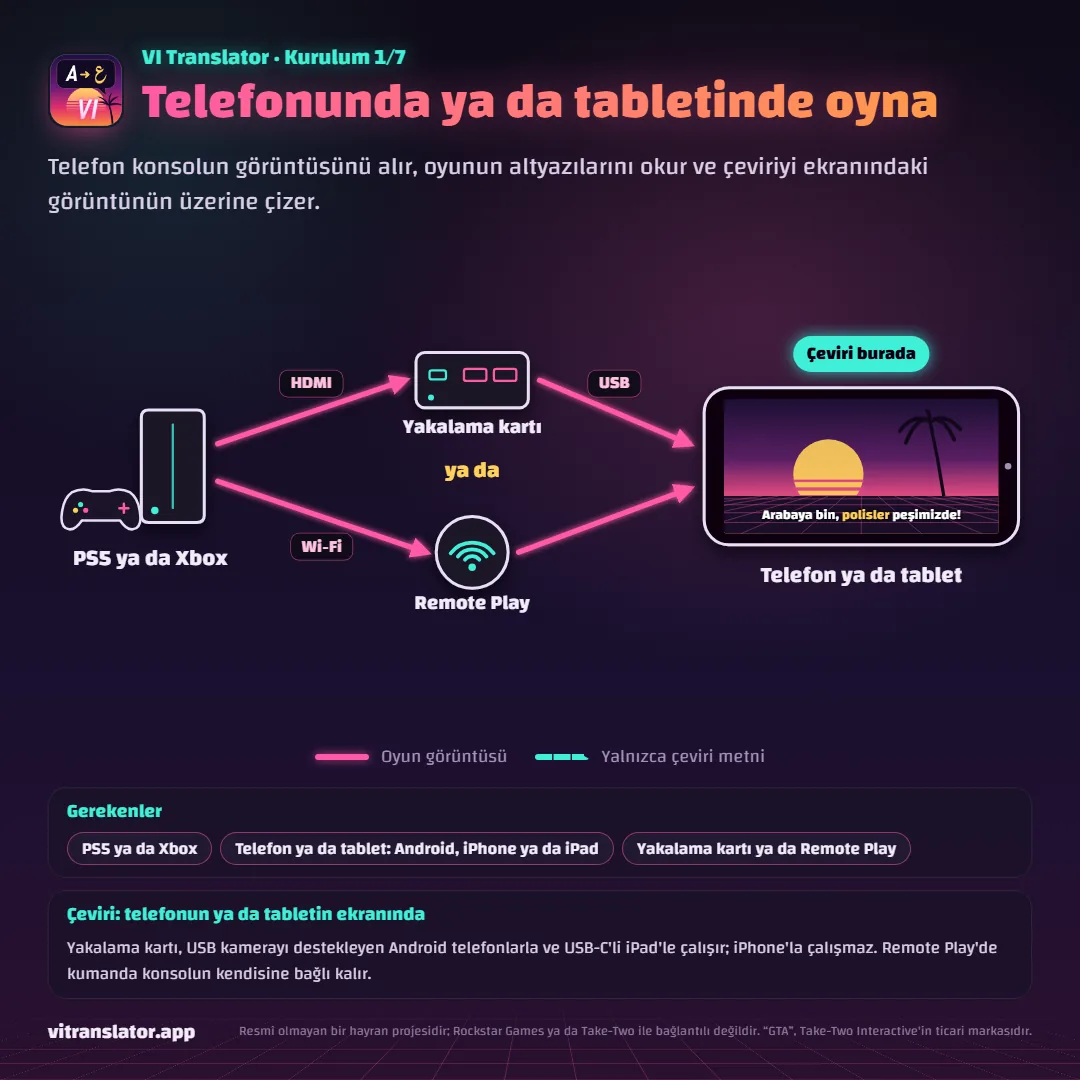 A→ع
VI
VI Translator · Kurulum 1/7
Telefonunda ya da tabletinde oyna
Telefon konsolun görüntüsünü alır, oyunun altyazılarını okur ve çeviriyi ekranındaki
görüntünün üzerine çizer.
Çeviri burada
HDMI
USB
Yakalama kartı
ya da
Arabaya bin, polisler peşimizde!
Wi-Fi
PS5 ya da Xbox
Telefon ya da tablet
Remote Play
Oyun görüntüsü
Yalnızca çeviri metni
Gerekenler
PS5 ya da Xbox
Telefon ya da tablet: Android, iPhone ya da iPad
Yakalama kartı ya da Remote Play
Çeviri: telefonun ya da tabletin ekranında
Yakalama kartı, USB kamerayı destekleyen Android telefonlarla ve USB-C'li iPad'le çalışır; iPhone'la çalışmaz. Remote Play'de
kumanda konsolun kendisine bağlı kalır.
vitranslator.app
Resmi olmayan bir hayran projesidir; Rockstar Games ya da Take-Two ile bağlantılı değildir. “GTA”, Take-Two Interactive'in ticari markasıdır.